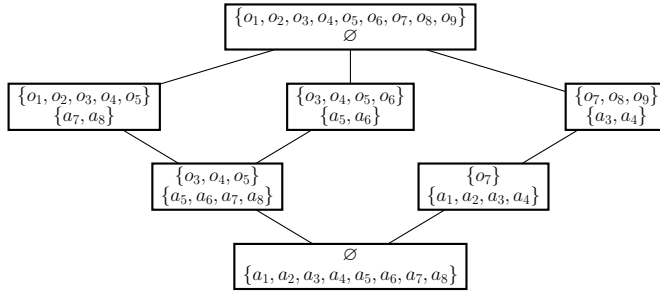 {o₁, o₂, o₃, o₄, o₅, o₆, o₇, o₈, o₉}
∅
{o₁, o₂, o₃, o₄, o₅}
{a₇, a₈}
{o₃, o₄, o₅, o₆}
{a₅, a₆}
{o₇, o₈, o₉}
{a₃, a₄}
{o₃, o₄, o₅}
{a₅, a₆, a₇, a₈}
{o₇}
{a₁, a₂, a₃, a₄}
∅
{a₁, a₂, a₃, a₄, a₅, a₆, a₇, a₈}